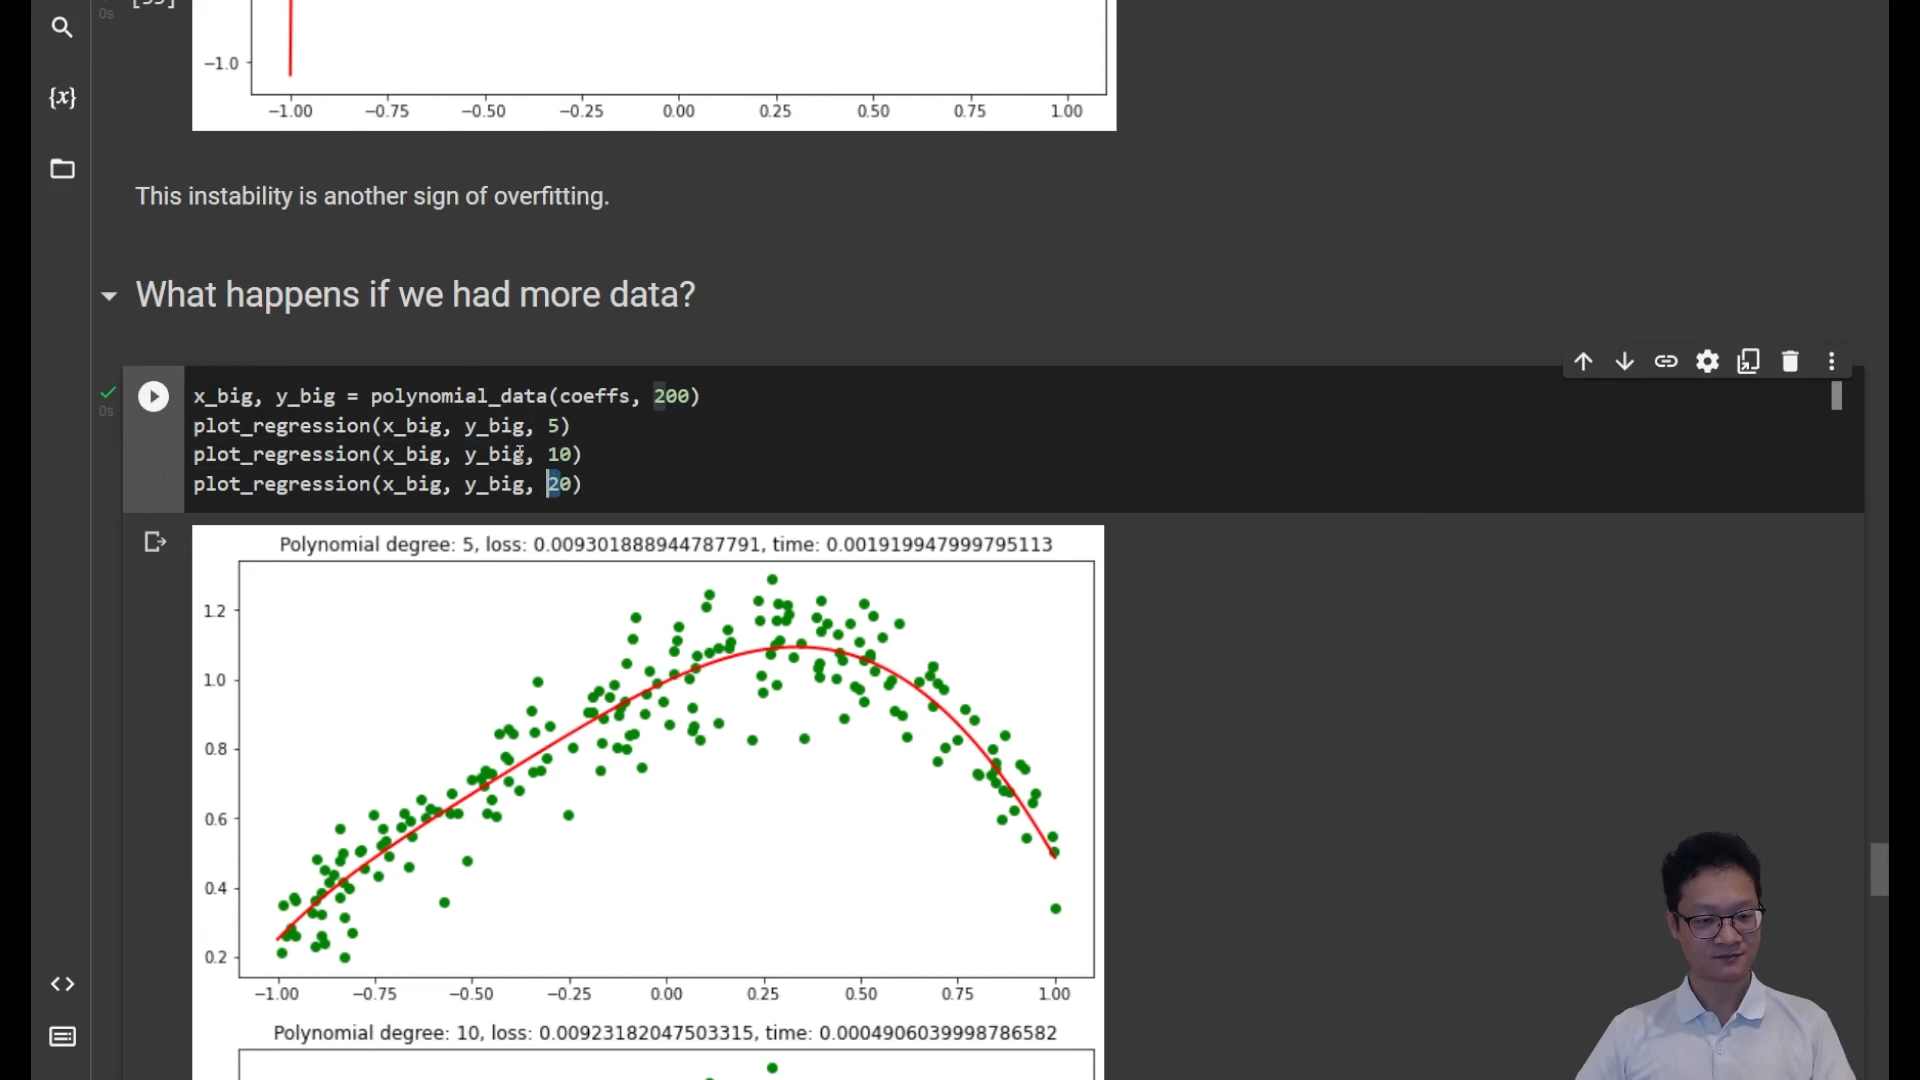 0s
−1.0
−1.00 −0.75 −0.50 −0.25 0.00 0.25 0.50 0.75 1.00
{x}
This instability is another sign of overfitting.
What happens if we had more data?
0s
x_big, y_big = polynomial_data(coeffs, 200)
plot_regression(x_big, y_big, 5)
plot_regression(x_big, y_big, 10)
plot_regression(x_big, y_big, 20)
Polynomial degree: 5, loss: 0.009301888944787791, time: 0.001919947999795113
1.2
1.0
0.8
0.6
0.4
0.2
−1.00 −0.75 −0.50 −0.25 0.00 0.25 0.50 0.75 1.00
Polynomial degree: 10, loss: 0.00923182047503315, time: 0.0004906039998786582